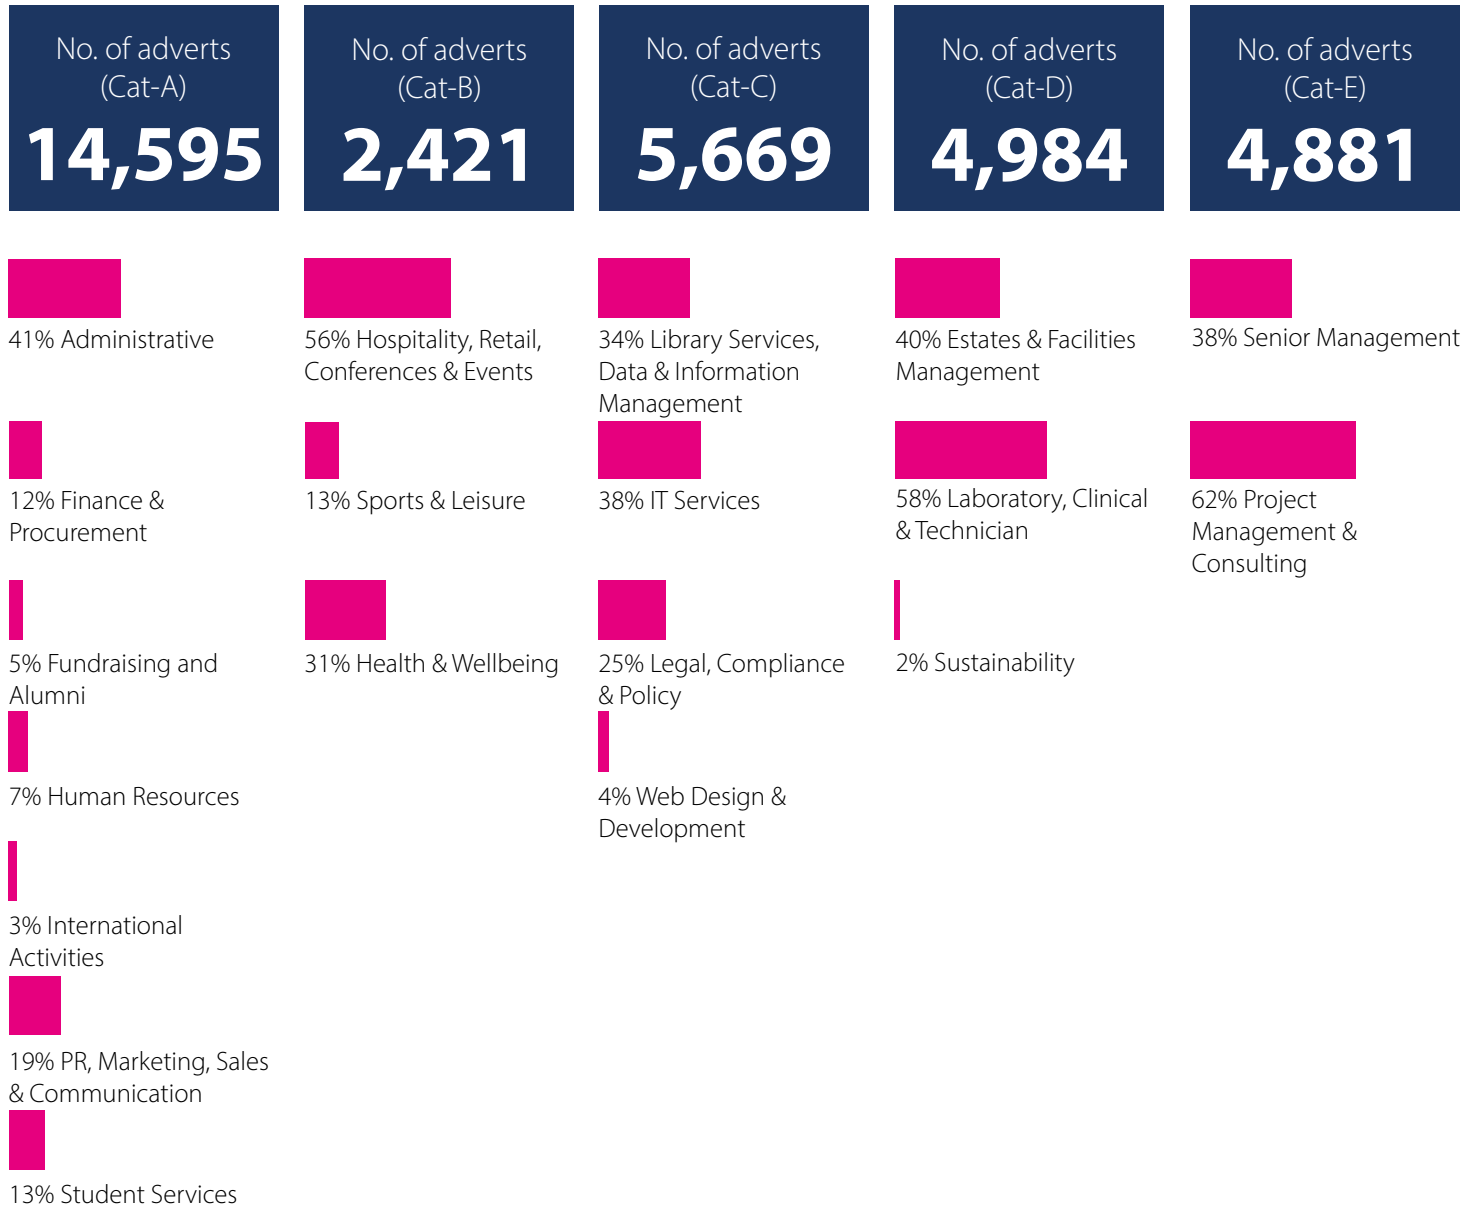 No. of adverts
(Cat-A)
14,595
41% Administrative
12% Finance &
Procurement
5% Fundraising and
Alumni
7% Human Resources
3% International
Activities
19% PR, Marketing, Sales
& Communication
13% Student Services
No. of adverts
(Cat-B)
2,421
56% Hospitality, Retail,
Conferences & Events
13% Sports & Leisure
31% Health & Wellbeing
No. of adverts
(Cat-C)
5,669
34% Library Services,
Data & Information
Management
38% IT Services
25% Legal, Compliance
& Policy
4% Web Design &
Development
No. of adverts
(Cat-D)
4,984
40% Estates & Facilities
Management
58% Laboratory, Clinical
& Technician
2% Sustainability
No. of adverts
(Cat-E)
4,881
38% Senior Management
62% Project
Management &
Consulting